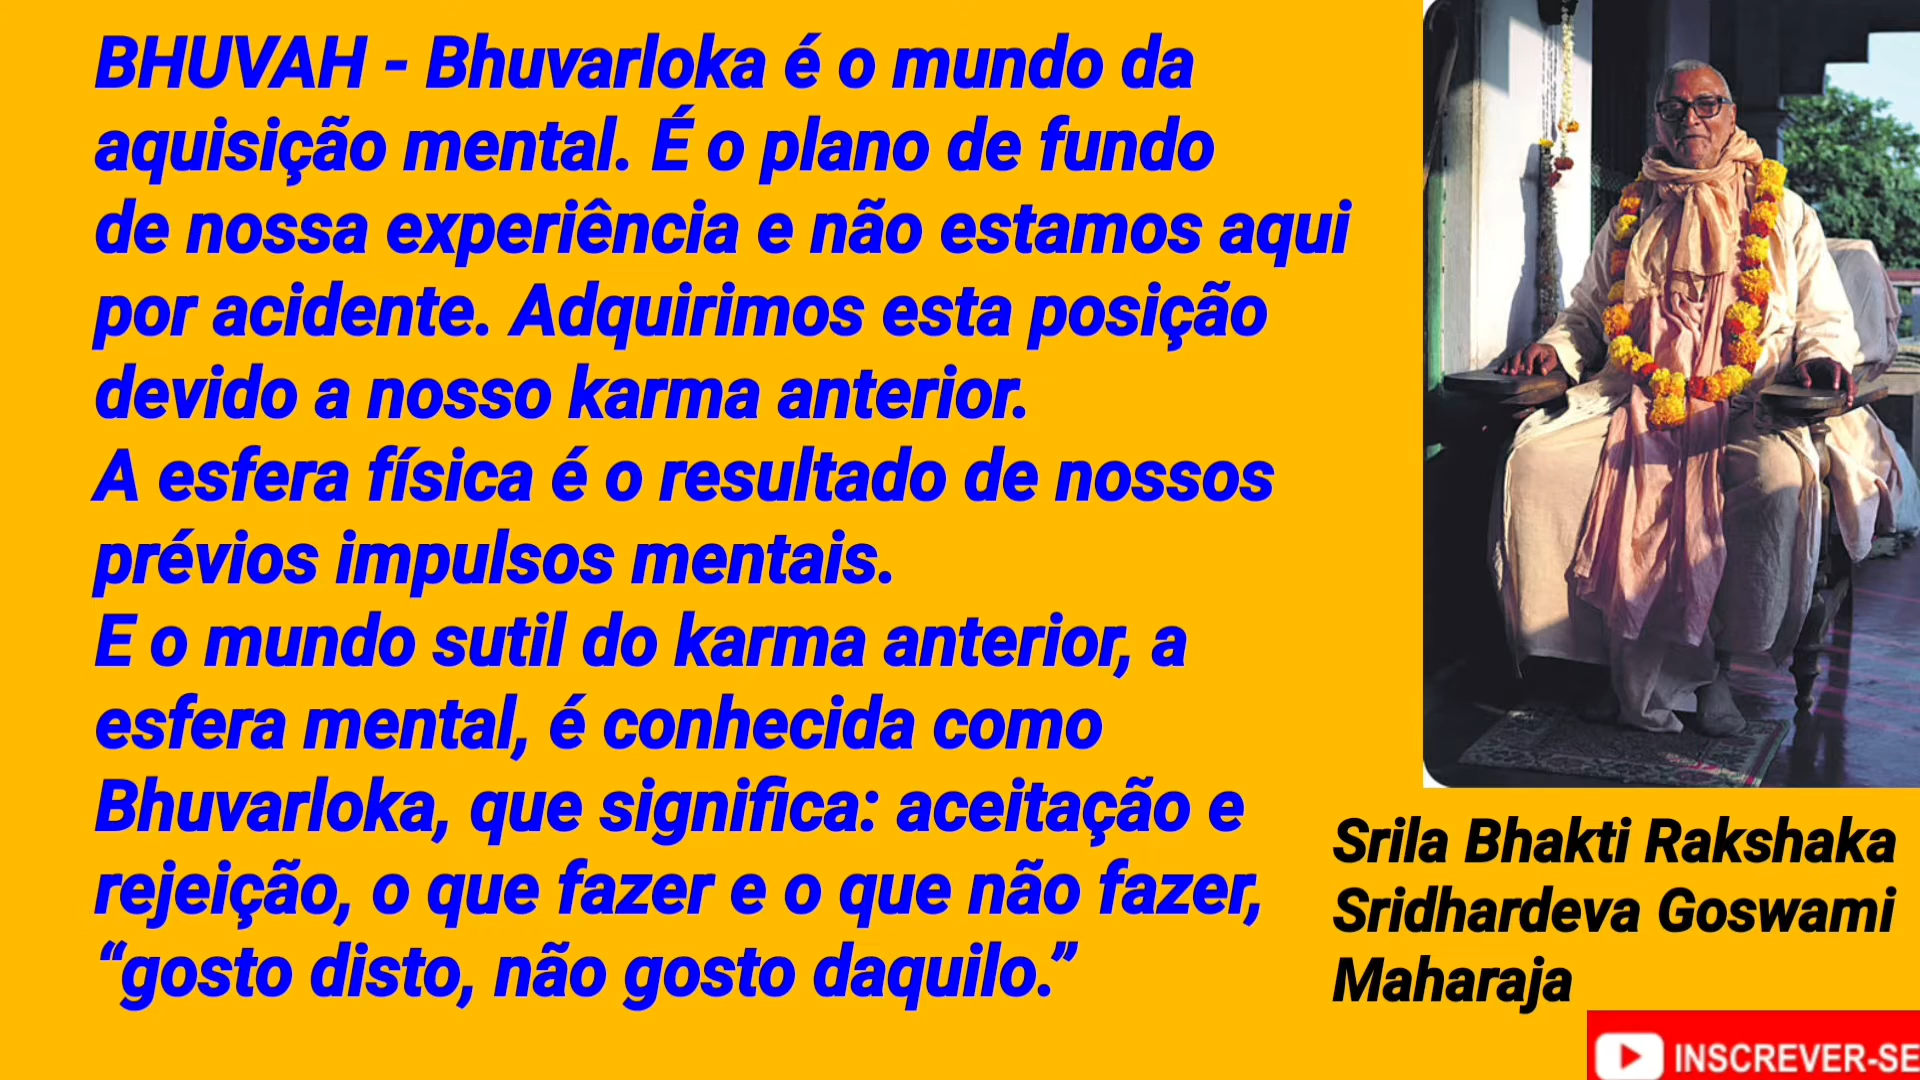 BHUVAH - Bhuvarloka é o mundo da
aquisição mental. É o plano de fundo
de nossa experiência e não estamos aqui
por acidente. Adquirimos esta posição
devido a nosso karma anterior.
A esfera física é o resultado de nossos
prévios impulsos mentais.
E o mundo sutil do karma anterior, a
esfera mental, é conhecida como
Bhuvarloka, que significa: aceitação e
rejeição, o que fazer e o que não fazer,
“gosto disto, não gosto daquilo.”
Srila Bhakti Rakshaka
Sridhardeva Goswami
Maharaja
INSCREVER-SE